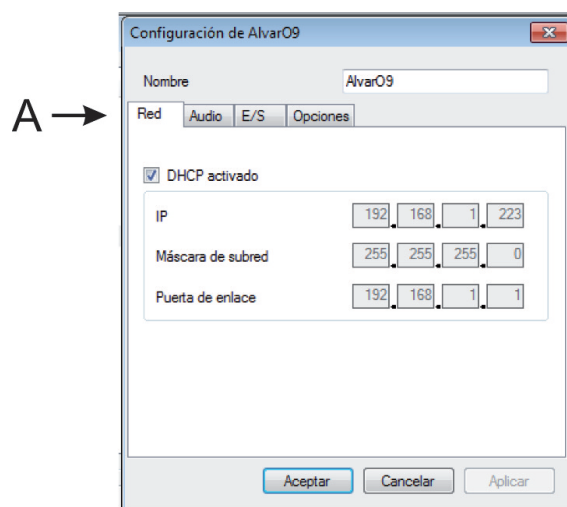 Configuración de AlvarO9
Nombre AlvarO9
A
Red Audio E/S Opciones
DHCP activado
IP 192 . 168 . 1 . 223
Máscara de subred 255 . 255 . 255 . 0
Puerta de enlace 192 . 168 . 1 . 1
Aceptar Cancelar Aplicar